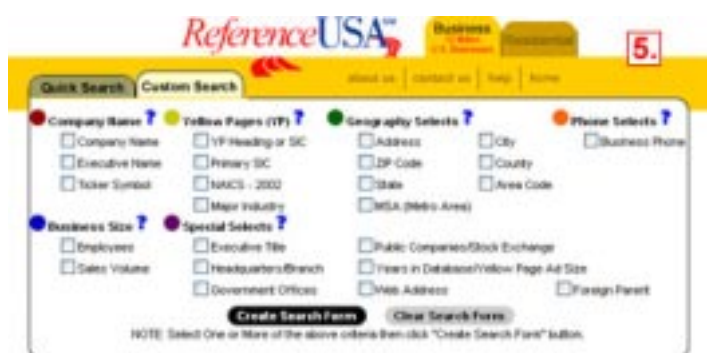 ReferenceUSA
Business
Residential
5.
Quick Search Custom Search
about us contact us help home
Company Name ? Yellow Pages (YP) ? Geography Selects ? Phone Selects ?
Company Name YP Heading or SIC Address City Business Phone
Executive Name Primary SIC ZIP Code County
Ticker Symbol NAICS - 2002 State Area Code
Major Industry MSA (Metro Area)
Business Size ? Special Selects ?
Employees Executive Title Public Companies/Stock Exchange
Sales Volume Headquarters/Branch Years in Database/Yellow Page Ad Size
Government Offices Web Address Foreign Parent
Create Search Form Clear Search Form
NOTE: Select One or More of the above criteria then click "Create Search Form" button.